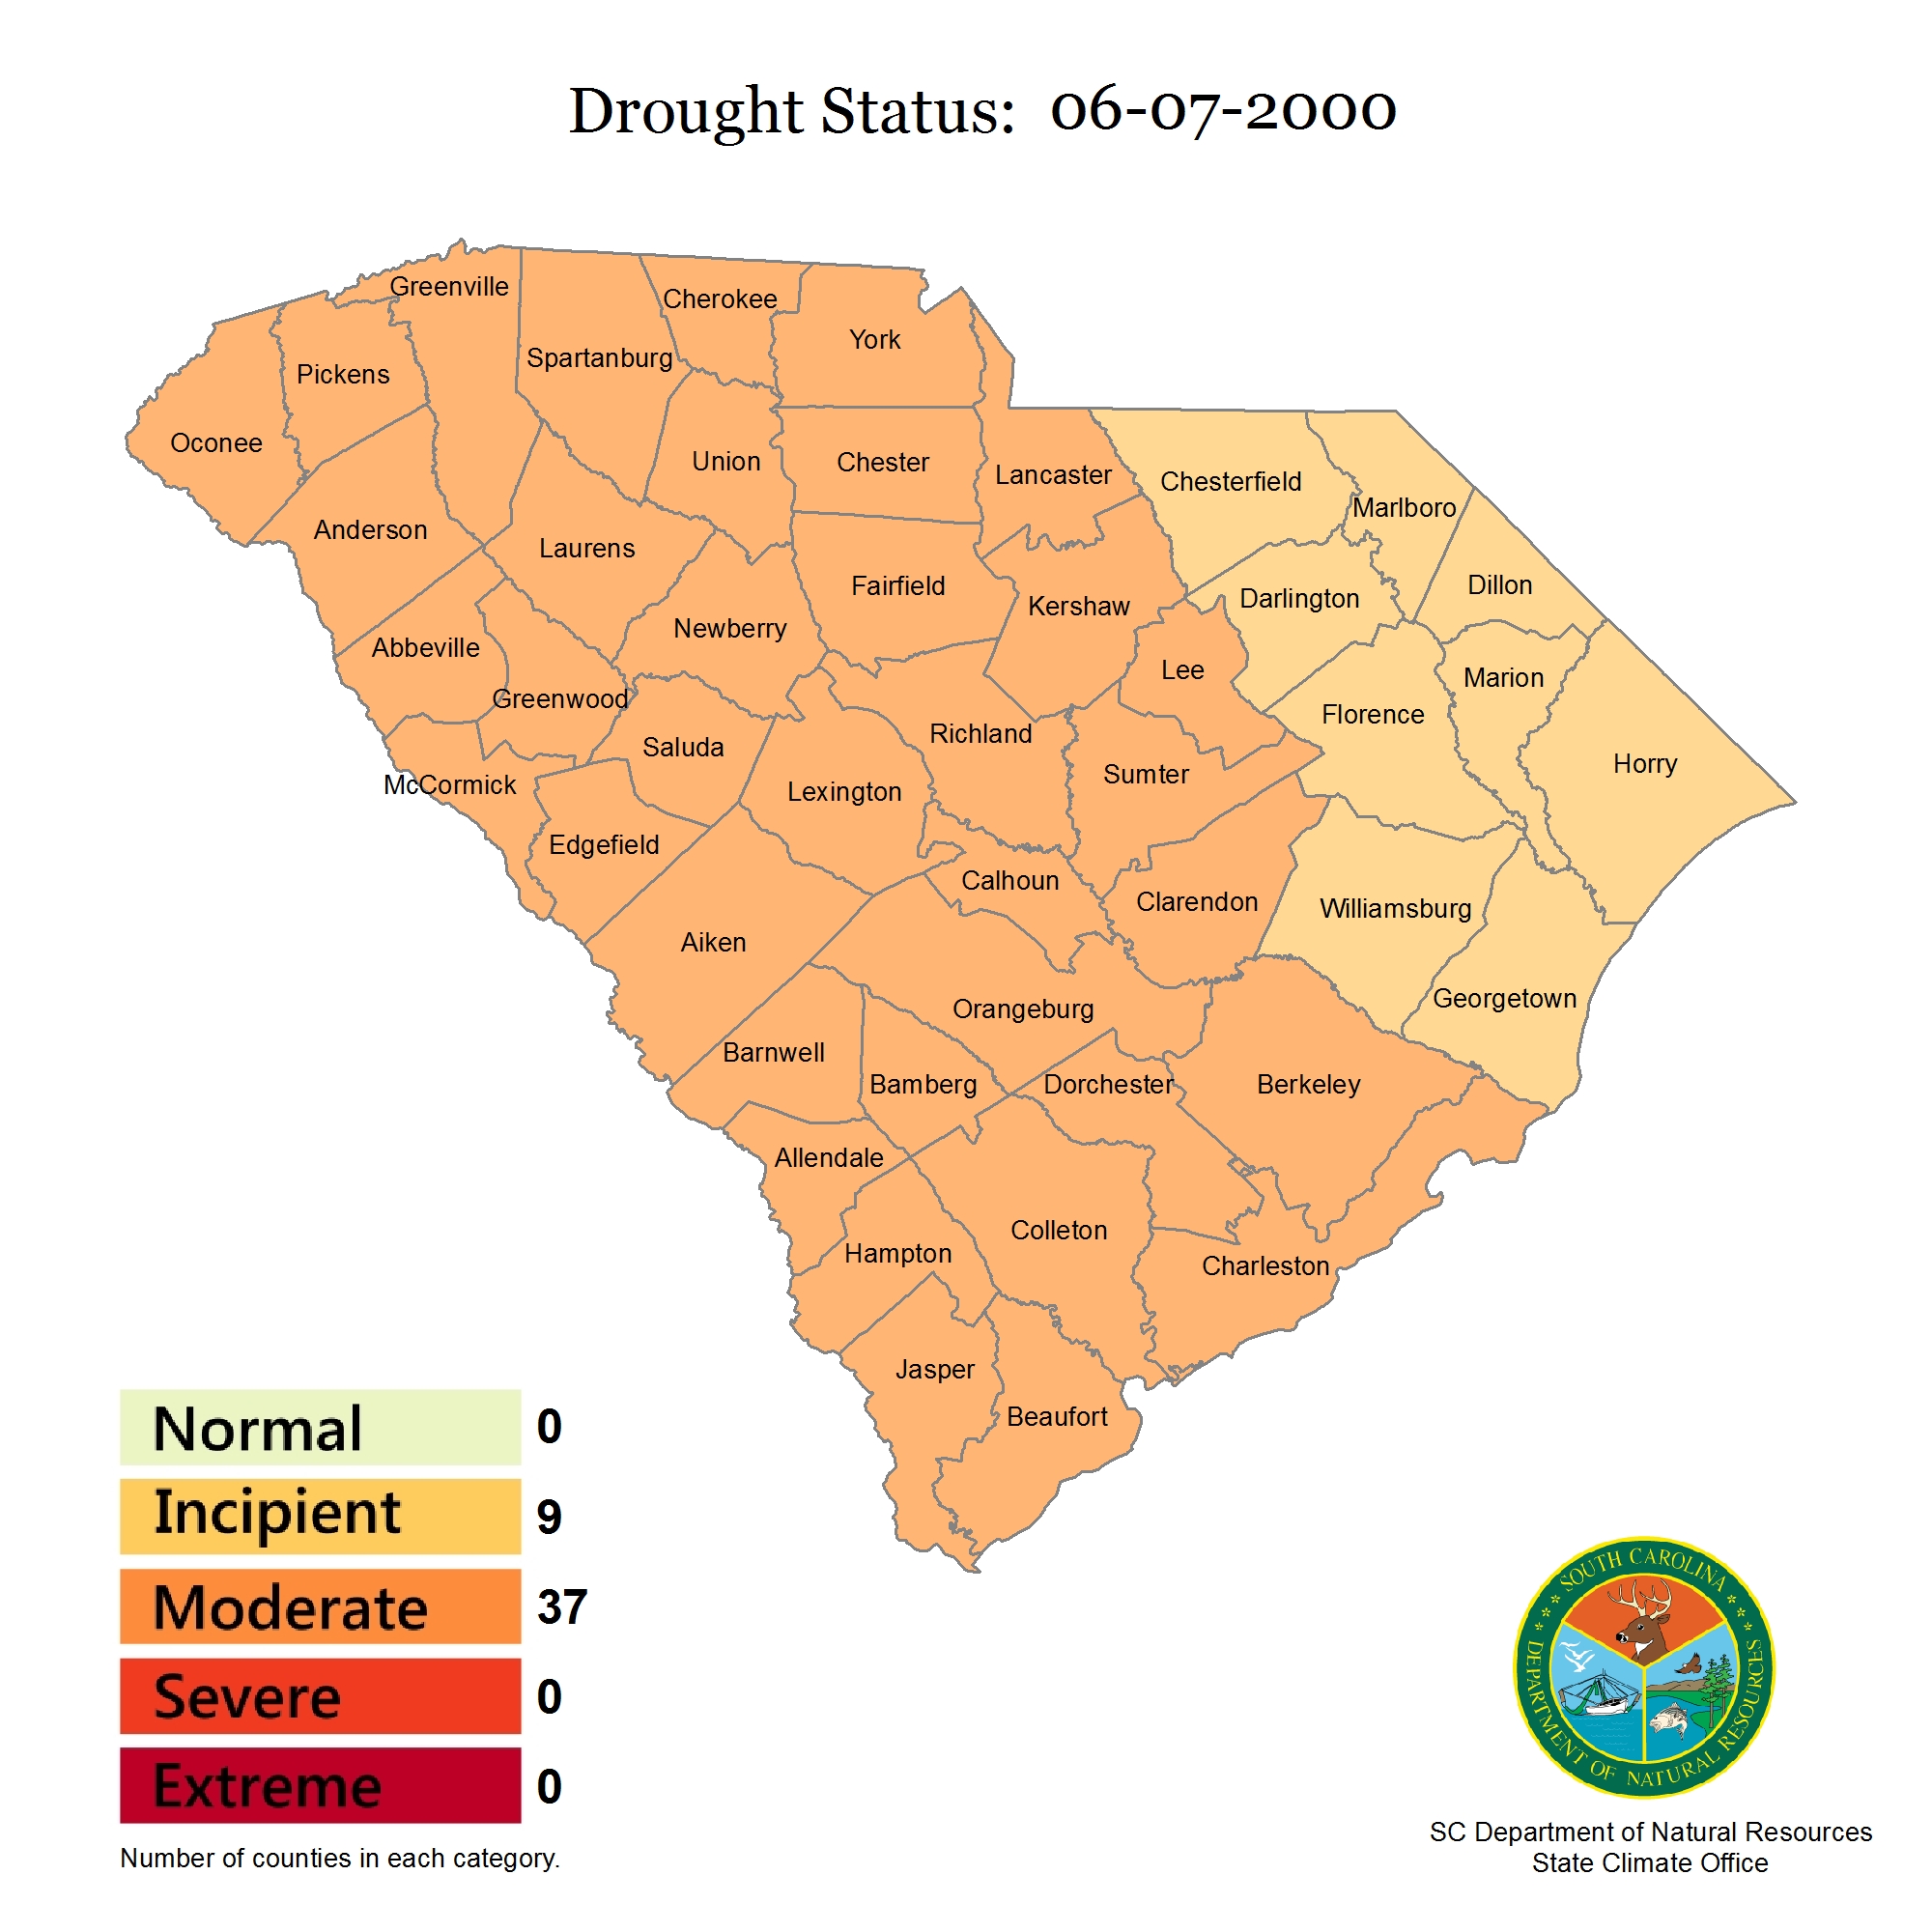 Drought Status: 06-07-2000
Greenville
Cherokee
York
Spartanburg
Pickens
Oconee
Union
Chester
Lancaster
Chesterfield
Marlboro
Anderson
Laurens
Fairfield
Kershaw
Darlington
Dillon
Newberry
Abbeville
Lee
Marion
Greenwood
Florence
Richland
Saluda
Horry
Sumter
McCormick
Lexington
Edgefield
Calhoun
Clarendon
Williamsburg
Aiken
Georgetown
Orangeburg
Barnwell
Bamberg
Dorchester
Berkeley
Allendale
Colleton
Hampton
Charleston
Jasper
Beaufort
Normal 0
Incipient 9
Moderate 37
Severe 0
Extreme 0
Number of counties in each category.
SOUTH CAROLINA
DEPARTMENT OF NATURAL RESOURCES
SC Department of Natural Resources
State Climate Office